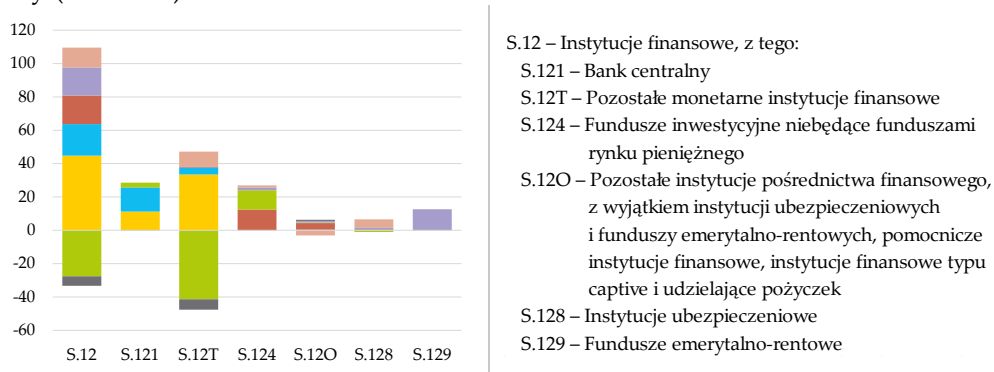 120
100
80
60
40
20
0
-20
-40
-60
S.12 S.121 S.12T S.124 S.12O S.128 S.129
S.12 – Instytucje finansowe, z tego:
S.121 – Bank centralny
S.12T – Pozostałe monetarne instytucje finansowe
S.124 – Fundusze inwestycyjne niebędące funduszami
rynku pieniężnego
S.12O – Pozostałe instytucje pośrednictwa finansowego,
z wyjątkiem instytucji ubezpieczeniowych
i funduszy emerytalno-rentowych, pomocnicze
instytucje finansowe, instytucje finansowe typu
captive i udzielające pożyczek
S.128 – Instytucje ubezpieczeniowe
S.129 – Fundusze emerytalno-rentowe